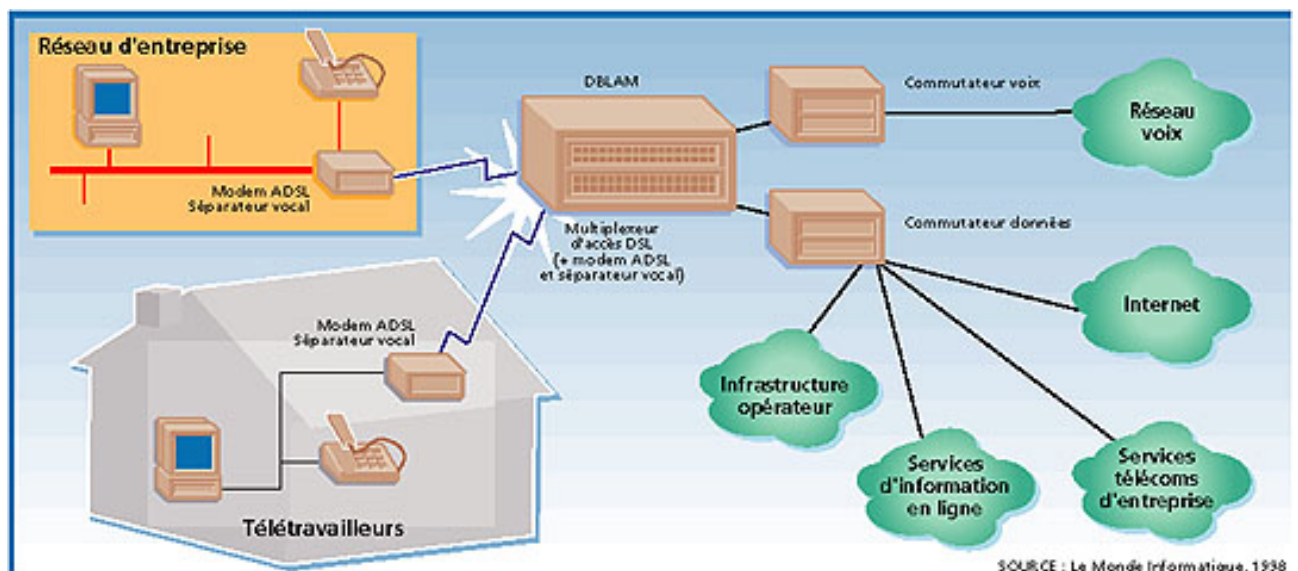 Réseau d'entreprise
Modem ADSL
Séparateur vocal
DBLAM
Multiplexeur
d'accès DSL
(+ modem ADSL
et séparateur vocal)
Commutateur voix
Réseau
voix
Commutateur données
Internet
Infrastructure
opérateur
Services
d'information
en ligne
Services
télécoms
d'entreprise
Modem ADSL
Séparateur vocal
Télétravailleurs
SOURCE : Le Monde Informatique, 1998